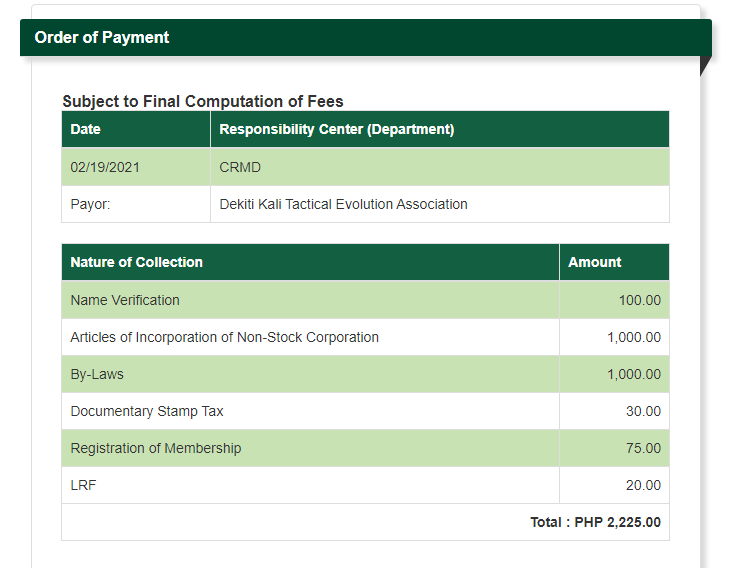 Order of Payment
Subject to Final Computation of Fees
Date Responsibility Center (Department)
02/19/2021 CRMD
Payor: Dekiti Kali Tactical Evolution Association
Nature of Collection Amount
Name Verification 100.00
Articles of Incorporation of Non-Stock Corporation 1,000.00
By-Laws 1,000.00
Documentary Stamp Tax 30.00
Registration of Membership 75.00
LRF 20.00
Total : PHP 2,225.00